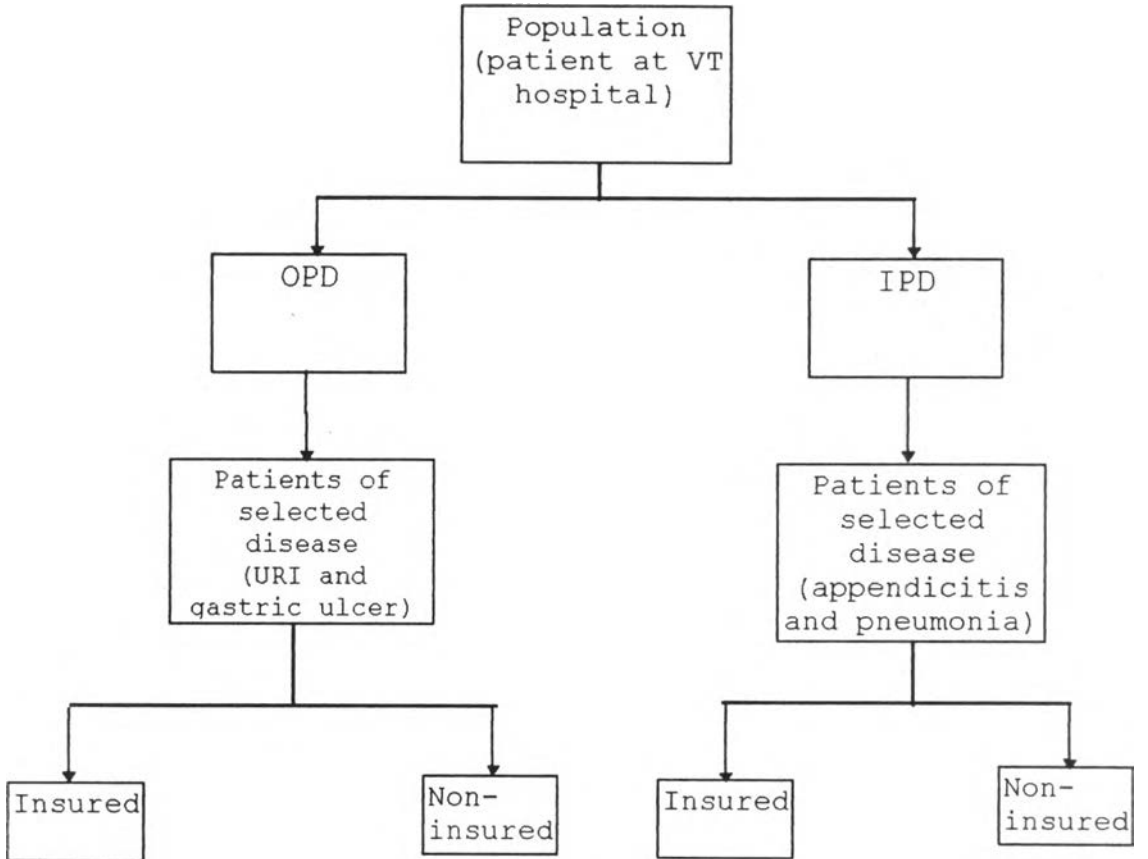 Population
(patient at VT
hospital)
OPD
IPD
Patients of
selected
disease
(URI and
gastric ulcer)
Patients of
selected
disease
(appendicitis
and pneumonia)
Insured
Non-
insured
Insured
Non-
insured